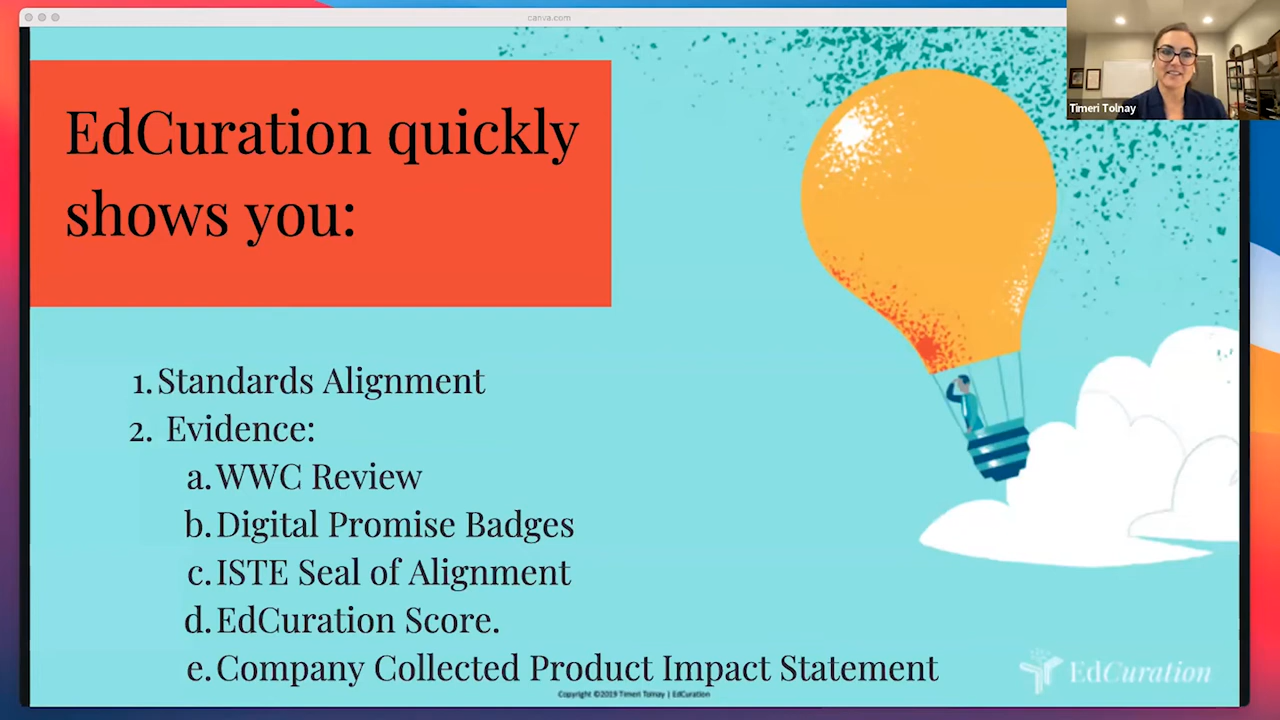 canva.com
Timeri Tolnay
EdCuration quickly
shows you:
1. Standards Alignment
2. Evidence:
a. WWC Review
b. Digital Promise Badges
c. ISTE Seal of Alignment
d. EdCuration Score.
e. Company Collected Product Impact Statement
EdCuration
Copyright ©2019 Timeri Tolnay | EdCuration